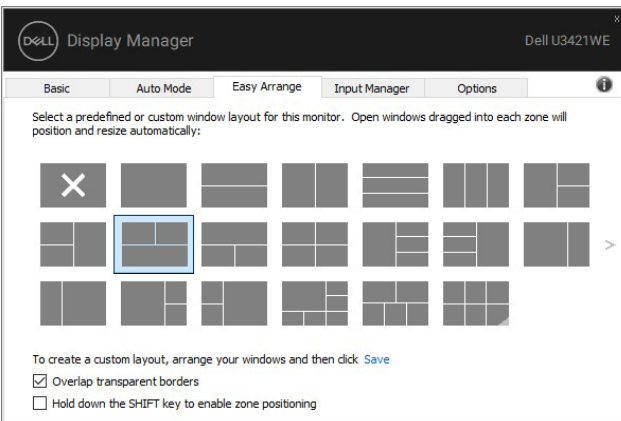 DELL Display Manager Dell U3421WE
Basic Auto Mode Easy Arrange Input Manager Options
Select a predefined or custom window layout for this monitor. Open windows dragged into each zone will
position and resize automatically:
To create a custom layout, arrange your windows and then click Save
Overlap transparent borders
Hold down the SHIFT key to enable zone positioning